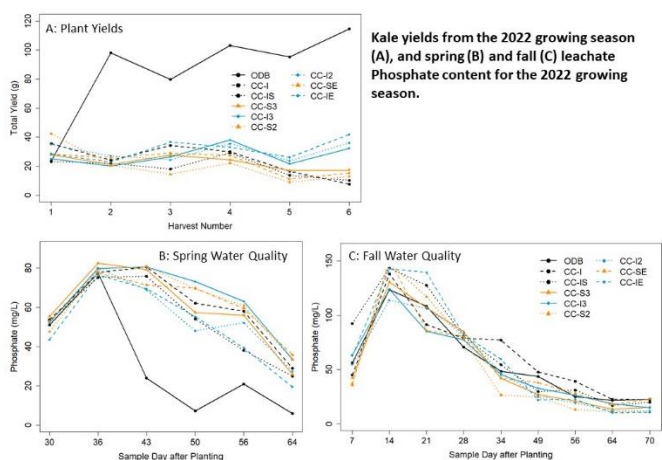 A: Plant Yields
Kale yields from the 2022 growing season
(A), and spring (B) and fall (C) leachate
Phosphate content for the 2022 growing
season.
Total Yield (g)
120
100
80
60
40
20
0
ODB
CC-I
CC-IS
CC-S3
CC-I3
CC-S2
CC-I2
CC-SE
CC-IE
1 2 3 4 5 6
Harvest Number
B: Spring Water Quality
Phosphate (mg/L)
80
60
40
20
0
30 36 43 50 56 64
Sample Day after Planting
C: Fall Water Quality
Phosphate (mg/L)
150
100
50
0
ODB
CC-I
CC-IS
CC-S3
CC-I3
CC-S2
CC-I2
CC-SE
CC-IE
7 14 21 28 34 49 56 64 70
Sample Day after Planting